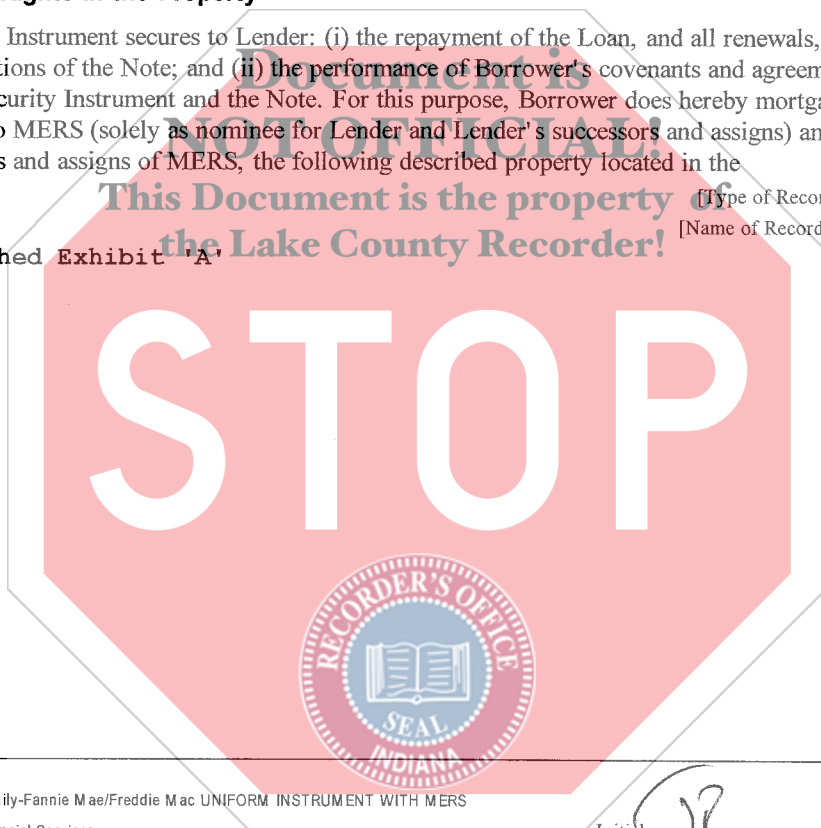 Instrument secures to Lender: (i) the repayment of the Loan, and all renewals,
tions of the Note; and (ii) the performance of Borrower's covenants and agreem
curity Instrument and the Note. For this purpose, Borrower does hereby mortga
o MERS (solely as nominee for Lender and Lender's successors and assigns) an
s and assigns of MERS, the following described property located in the
[Type of Recor
[Name of Record
hed Exhibit 'A'
Document is
NOT OFFICIAL!
This Document is the property of
the Lake County Recorder!
STOP
RECORDER'S OFFICE
SEAL
INDIANA
ily-Fannie Mae/Freddie Mac UNIFORM INSTRUMENT WITH MERS